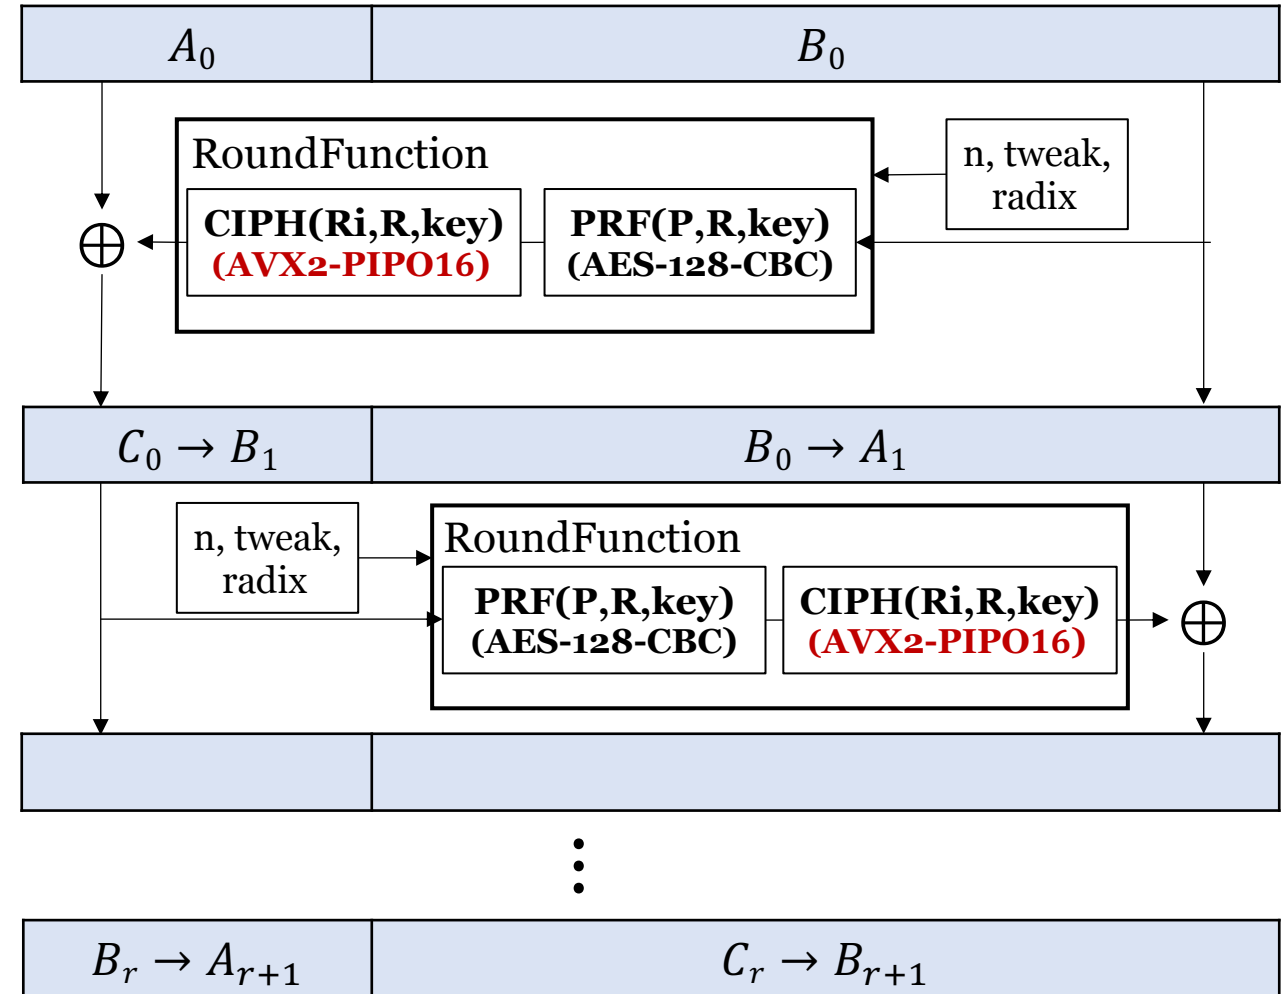 A₀
B₀
RoundFunction
n, tweak,
radix
CIPH(Ri,R,key)
(AVX2-PIPO16)
PRF(P,R,key)
(AES-128-CBC)
⊕
C₀ → B₁
B₀ → A₁
n, tweak,
radix
RoundFunction
PRF(P,R,key)
(AES-128-CBC)
CIPH(Ri,R,key)
(AVX2-PIPO16)
⊕
⋮
Bᵣ → Aᵣ₊₁
Cᵣ → Bᵣ₊₁